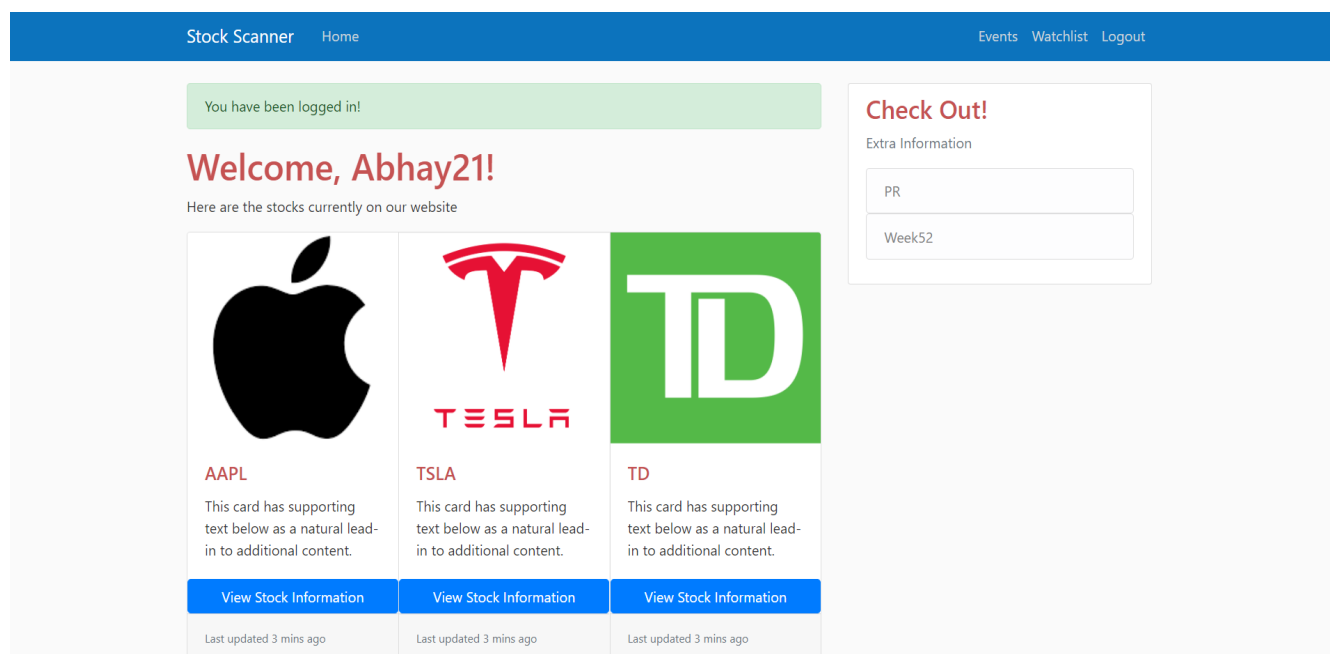 Stock Scanner Home Events Watchlist Logout
You have been logged in!
Welcome, Abhay21!
Here are the stocks currently on our website
TESLA
TD
AAPL
This card has supporting
text below as a natural lead-
in to additional content.
View Stock Information
Last updated 3 mins ago
TSLA
This card has supporting
text below as a natural lead-
in to additional content.
View Stock Information
Last updated 3 mins ago
TD
This card has supporting
text below as a natural lead-
in to additional content.
View Stock Information
Last updated 3 mins ago
Check Out!
Extra Information
PR
Week52